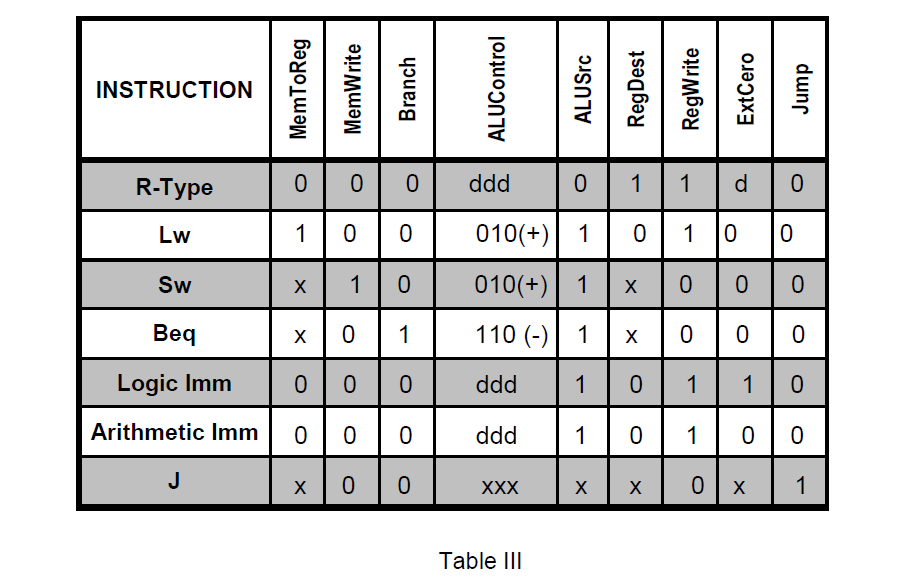 INSTRUCTION MemToReg MemWrite Branch ALUControl ALUSrc RegDest RegWrite ExtCero Jump
R-Type 0 0 0 ddd 0 1 1 d 0
Lw 1 0 0 010(+) 1 0 1 0 0
Sw x 1 0 010(+) 1 x 0 0 0
Beq x 0 1 110 (-) 1 x 0 0 0
Logic Imm 0 0 0 ddd 1 0 1 1 0
Arithmetic Imm 0 0 0 ddd 1 0 1 0 0
J x 0 0 xxx x x 0 x 1
Table III